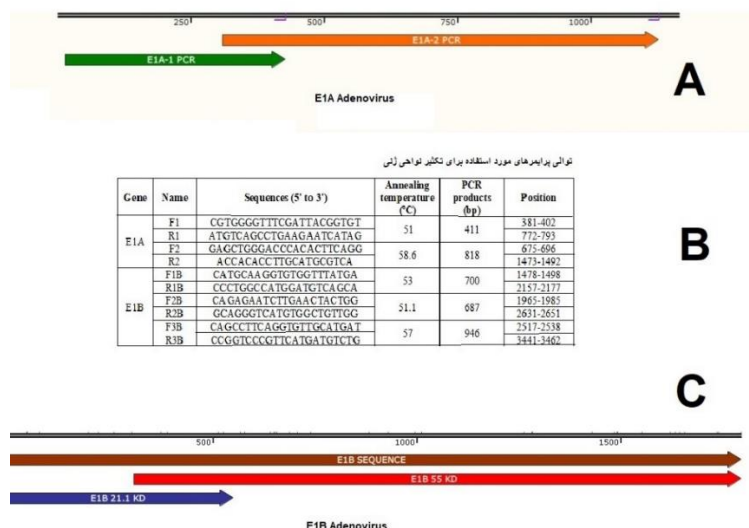 250 500 750 1000
E1A-2 PCR
E1A-1 PCR
E1A Adenovirus
A
توالی پرایمرهای مورد استفاده برای تکثیر نواحی ژنی
Gene Name Sequences (5' to 3') Annealing temperature (°C) PCR products (bp) Position
E1A F1 CGTGGGGTTTCGATTACGGTGT 51 411 381-402
R1 ATGTCAGCCTGAAGAATCATAG 772-793
F2 GAGCTGGGACCCACACTTCAGG 58.6 818 675-696
R2 ACCACACCTTGCATGCGTCA 1473-1492
E1B F1B CATGCAAGGTGTGGTTTATGA 53 700 1478-1498
R1B CCCTGGCCATGGATGTCAGCA 2157-2177
F2B CAGAGAATCTTGAACTACTGG 51.1 687 1965-1985
R2B GCAGGGTCATGTGGCTGTTGG 2631-2651
F3B CAGCCTTCAGGTGTTGCATGAT 57 946 2517-2538
R3B CCGGTCCCGTTCATGATGTCTG 3441-3462
B
C
500 1000 1500
E1B SEQUENCE
E1B 55 KD
E1B 21.1 KD
E1B Adenovirus